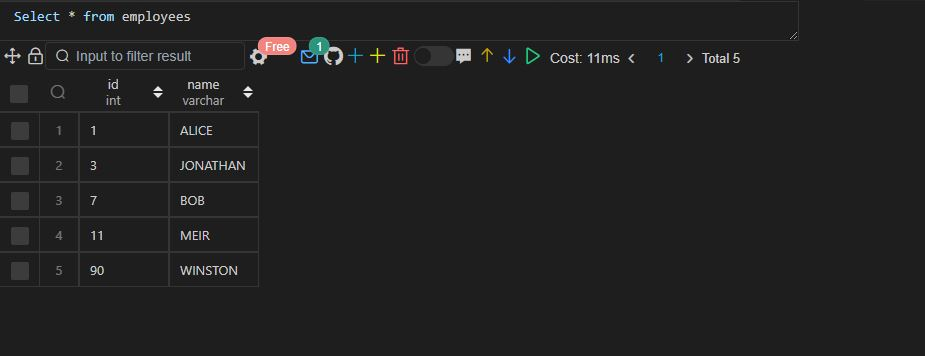 Select * from employees
Input to filter result Free 1 Cost: 11ms 1 Total 5
id name
int varchar
1 1 ALICE
2 3 JONATHAN
3 7 BOB
4 11 MEIR
5 90 WINSTON